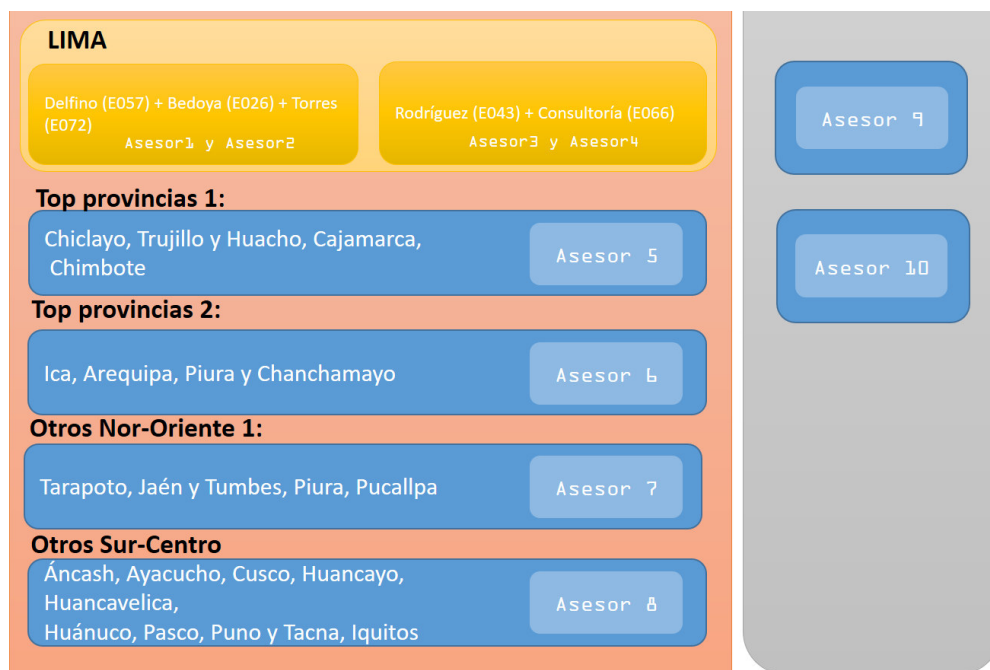 LIMA
Delfino (E057) + Bedoya (E026) + Torres
(E072)
Asesor1 y Asesor2
Rodríguez (E043) + Consultoría (E066)
Asesor3 y Asesor4
Top provincias 1:
Chiclayo, Trujillo y Huacho, Cajamarca,
Chimbote
Asesor 5
Top provincias 2:
Ica, Arequipa, Piura y Chanchamayo
Asesor 6
Otros Nor-Oriente 1:
Tarapoto, Jaén y Tumbes, Piura, Pucallpa
Asesor 7
Otros Sur-Centro
Áncash, Ayacucho, Cusco, Huancayo,
Huancavelica,
Huánuco, Pasco, Puno y Tacna, Iquitos
Asesor 8
Asesor 9
Asesor 10